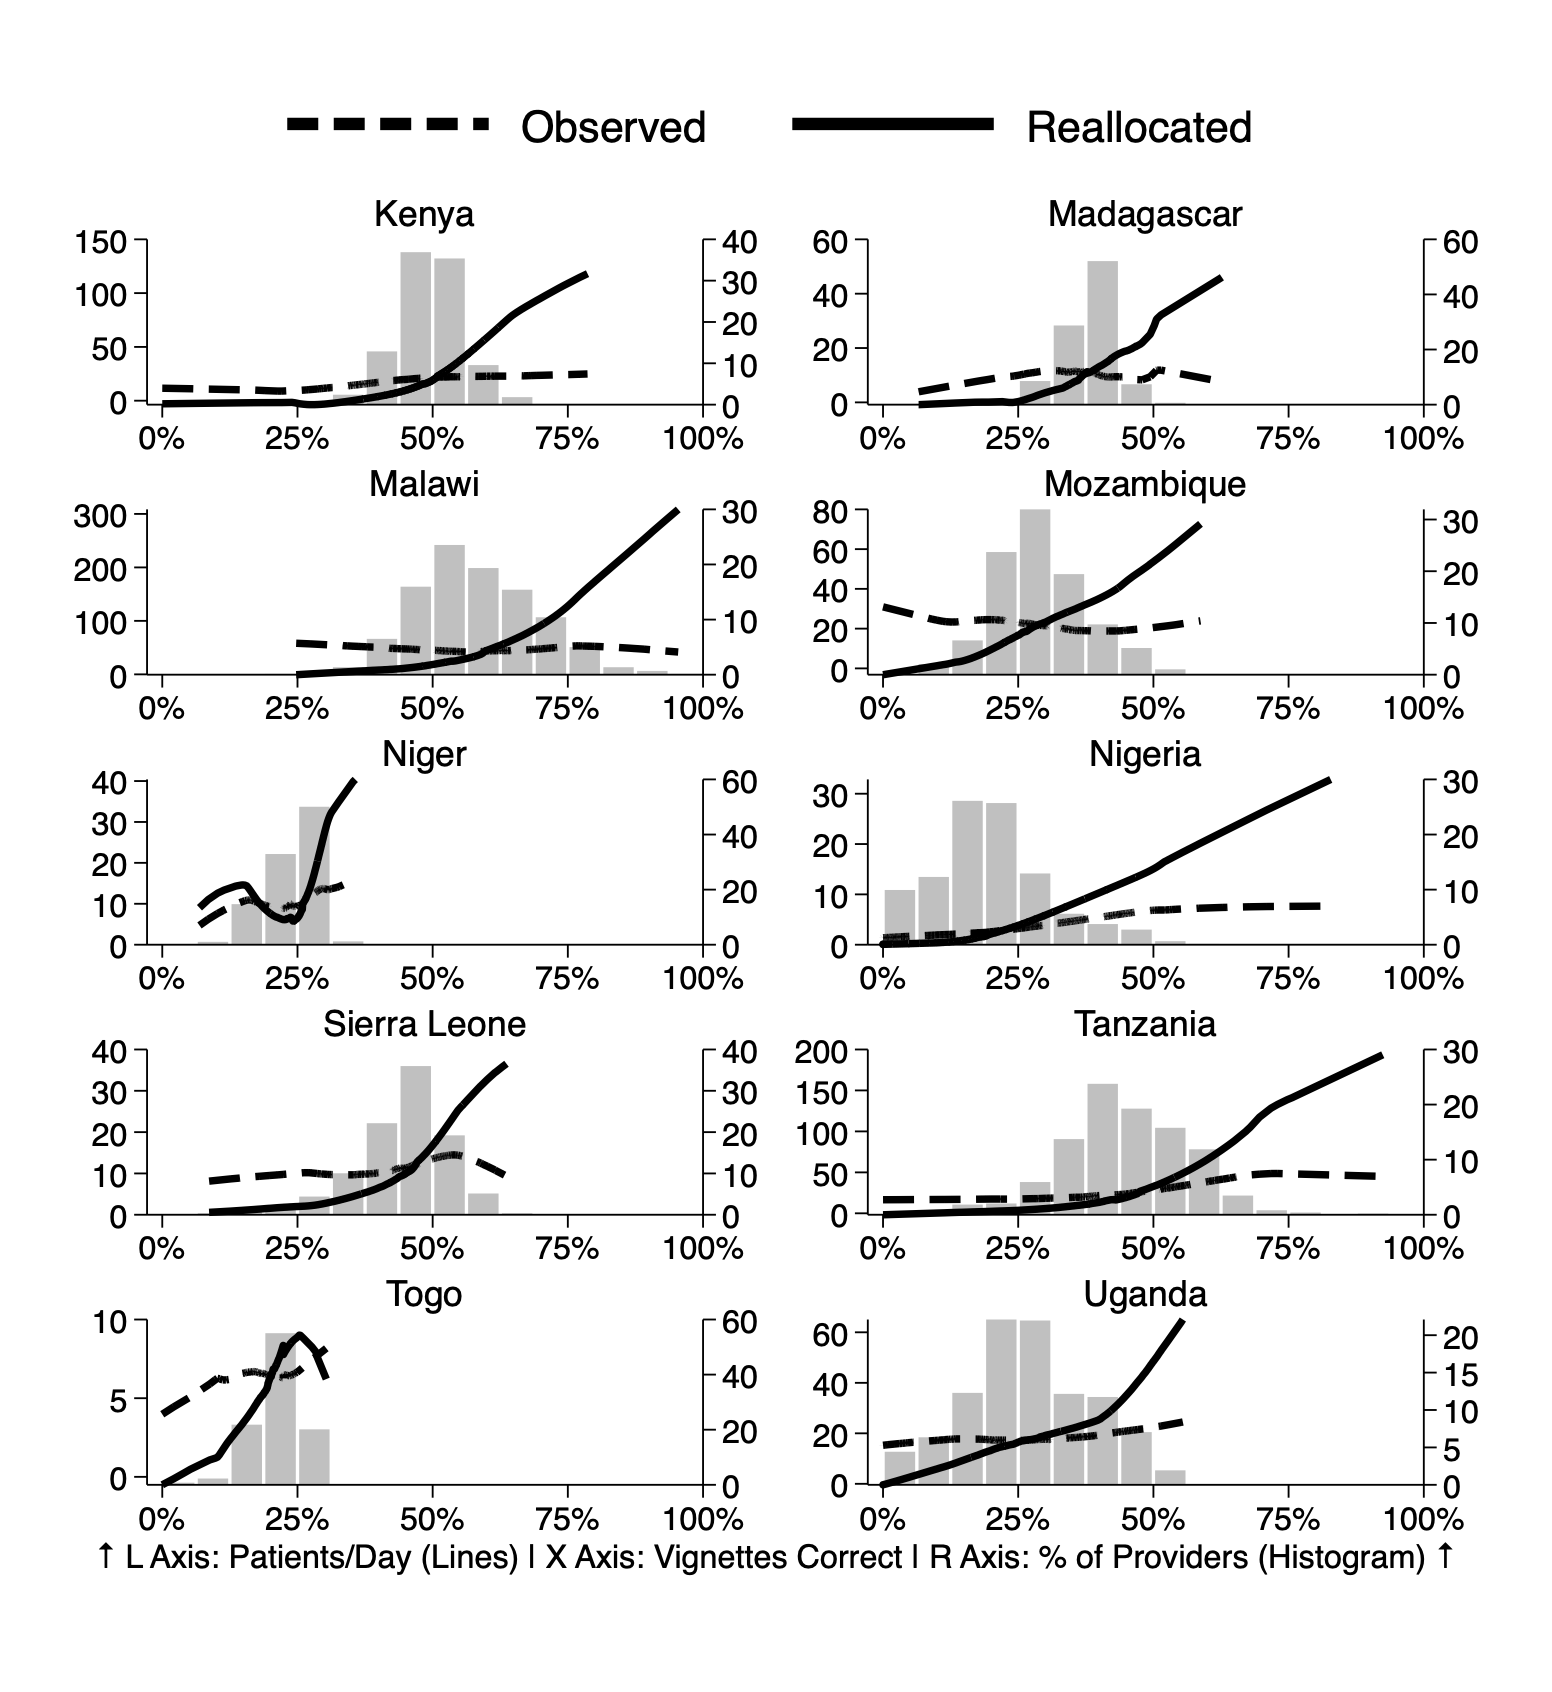 Observed Reallocated
Kenya Madagascar
150 40 60 60
100 30 40 40
50 20 20 20
0 10 0 0
0
0% 25% 50% 75% 100% 0% 25% 50% 75% 100%
Malawi Mozambique
300 30 80 30
200 20 60 20
100 10 40 10
0 0 20 0
0
0% 25% 50% 75% 100% 0% 25% 50% 75% 100%
Niger Nigeria
40 60 30 30
30 40 20 20
20 20 10 10
10 0 0 0
0
0% 25% 50% 75% 100% 0% 25% 50% 75% 100%
Sierra Leone Tanzania
40 40 200 30
30 30 150 20
20 20 100 10
10 10 50 0
0 0 0
0% 25% 50% 75% 100% 0% 25% 50% 75% 100%
Togo Uganda
10 60 60 20
5 40 40 15
0 20 20 10
0 0 5
0
0% 25% 50% 75% 100% 0% 25% 50% 75% 100%
↑ L Axis: Patients/Day (Lines) | X Axis: Vignettes Correct | R Axis: % of Providers (Histogram) ↑